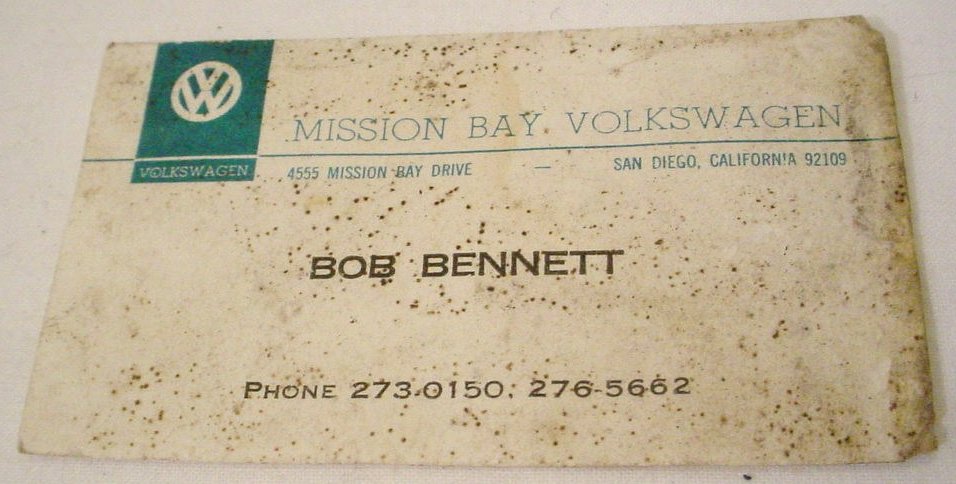 MISSION BAY VOLKSWAGEN
VOLKSWAGEN
4555 MISSION BAY DRIVE — SAN DIEGO, CALIFORNIA 92109
BOB BENNETT
PHONE 273-0150, 276-5662